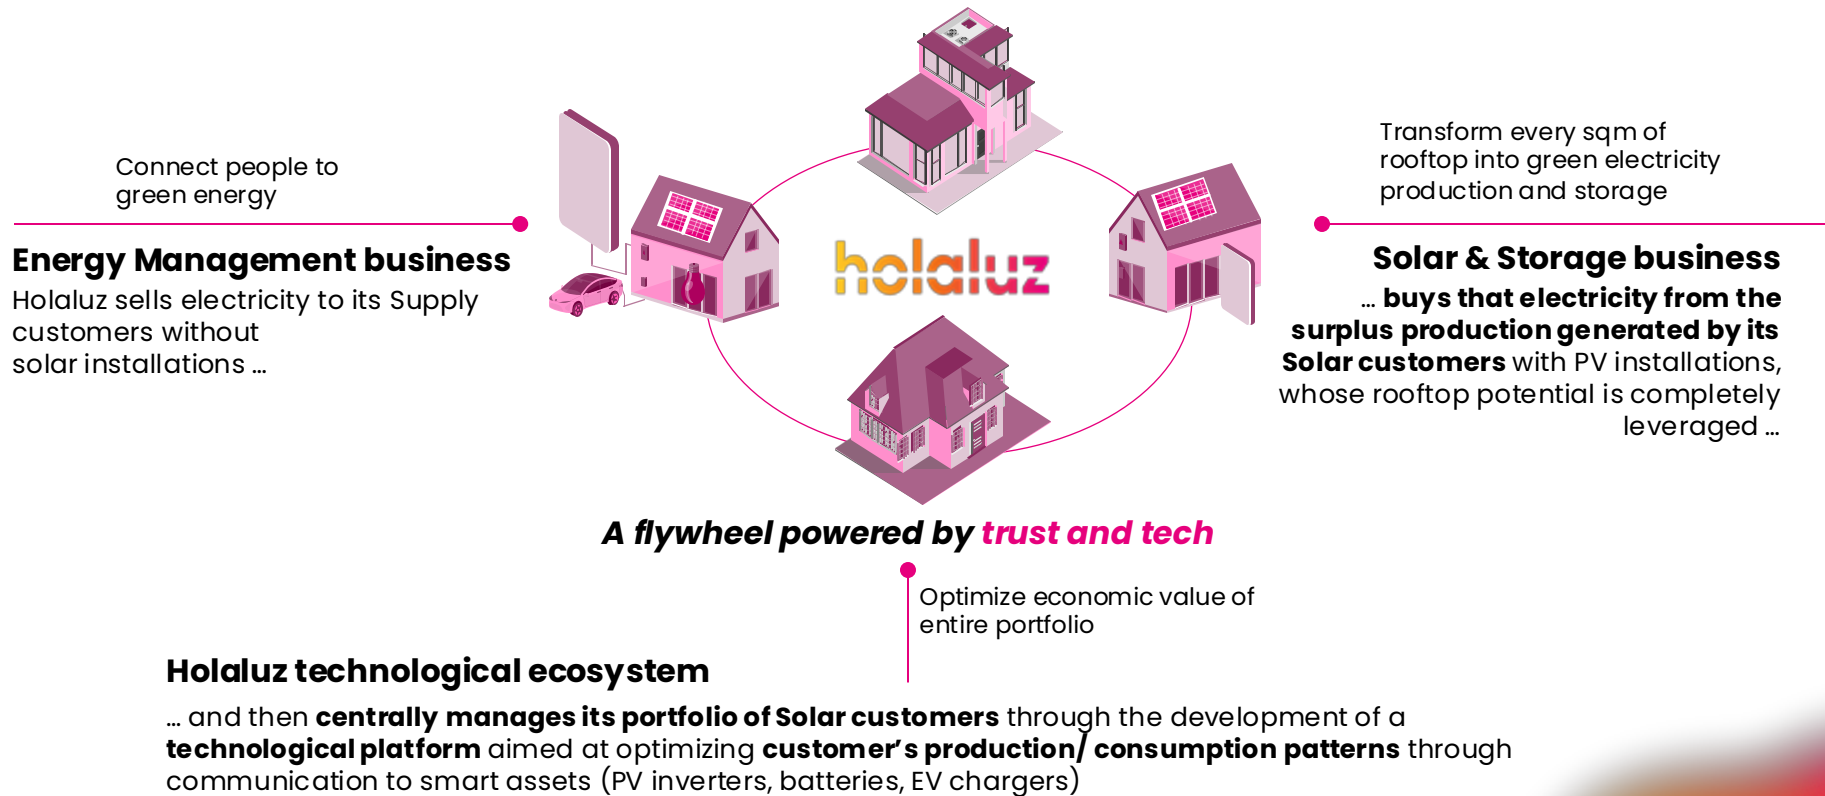 Connect people to
green energy
Energy Management business
Holaluz sells electricity to its Supply
customers without
solar installations ...
holaluz
Transform every sqm of
rooftop into green electricity
production and storage
Solar & Storage business
... buys that electricity from the
surplus production generated by its
Solar customers with PV installations,
whose rooftop potential is completely
leveraged ...
A flywheel powered by trust and tech
Optimize economic value of
entire portfolio
Holaluz technological ecosystem
... and then centrally manages its portfolio of Solar customers through the development of a
technological platform aimed at optimizing customer's production/ consumption patterns through
communication to smart assets (PV inverters, batteries, EV chargers)